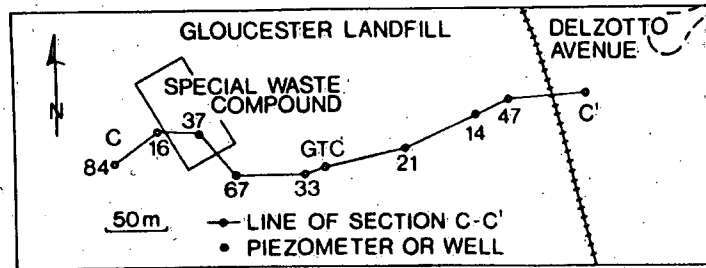 GLOUCESTER LANDFILL
DELZOTTO
AVENUE
SPECIAL WASTE
COMPOUND
N
C
16
37
84
67
33
GTC
21
14
47
C'
50m
LINE OF SECTION C-C'
PIEZOMETER OR WELL